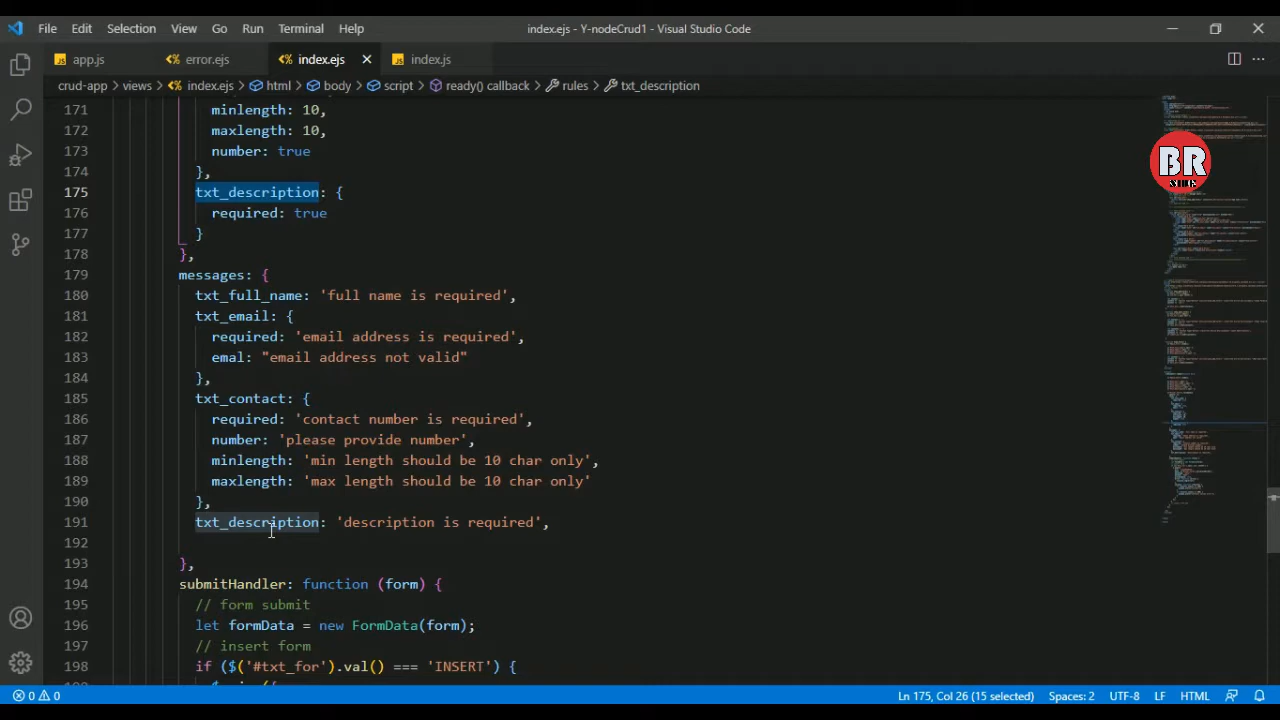 File Edit Selection View Go Run Terminal Help index.ejs - Y-nodeCrud1 - Visual Studio Code
app.js error.ejs index.ejs index.js
crud-app > views > index.ejs > html > body > script > ready() callback > rules > txt_description
171 minlength: 10,
172 maxlength: 10,
173 number: true
174 },
175 txt_description: {
176 required: true
177 }
178 },
179 messages: {
180 txt_full_name: 'full name is required',
181 txt_email: {
182 required: 'email address is required',
183 emal: "email address not valid"
184 },
185 txt_contact: {
186 required: 'contact number is required',
187 number: 'please provide number',
188 minlength: 'min length should be 10 char only',
189 maxlength: 'max length should be 10 char only'
190 },
191 txt_description: 'description is required',
192
193 },
194 submitHandler: function (form) {
195 // form submit
196 let formData = new FormData(form);
197 // insert form
198 if ($('#txt_for').val() === 'INSERT') {
BR
0 0 Ln 175, Col 26 (15 selected) Spaces: 2 UTF-8 LF HTML